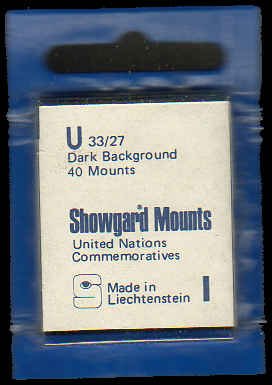 U 33/27
Dark Background
40 Mounts
Showgard Mounts
United Nations
Commemoratives
Made in
Liechtenstein